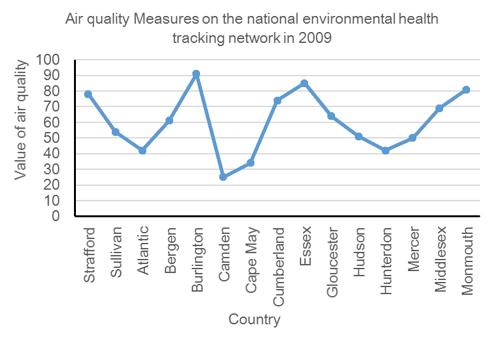 Air quality Measures on the national environmental health
tracking network in 2009
Value of air quality
100
90
80
70
60
50
40
30
20
10
0
Strafford
Sullivan
Atlantic
Bergen
Burlington
Camden
Cape May
Cumberland
Essex
Gloucester
Hudson
Hunterdon
Mercer
Middlesex
Monmouth
Country